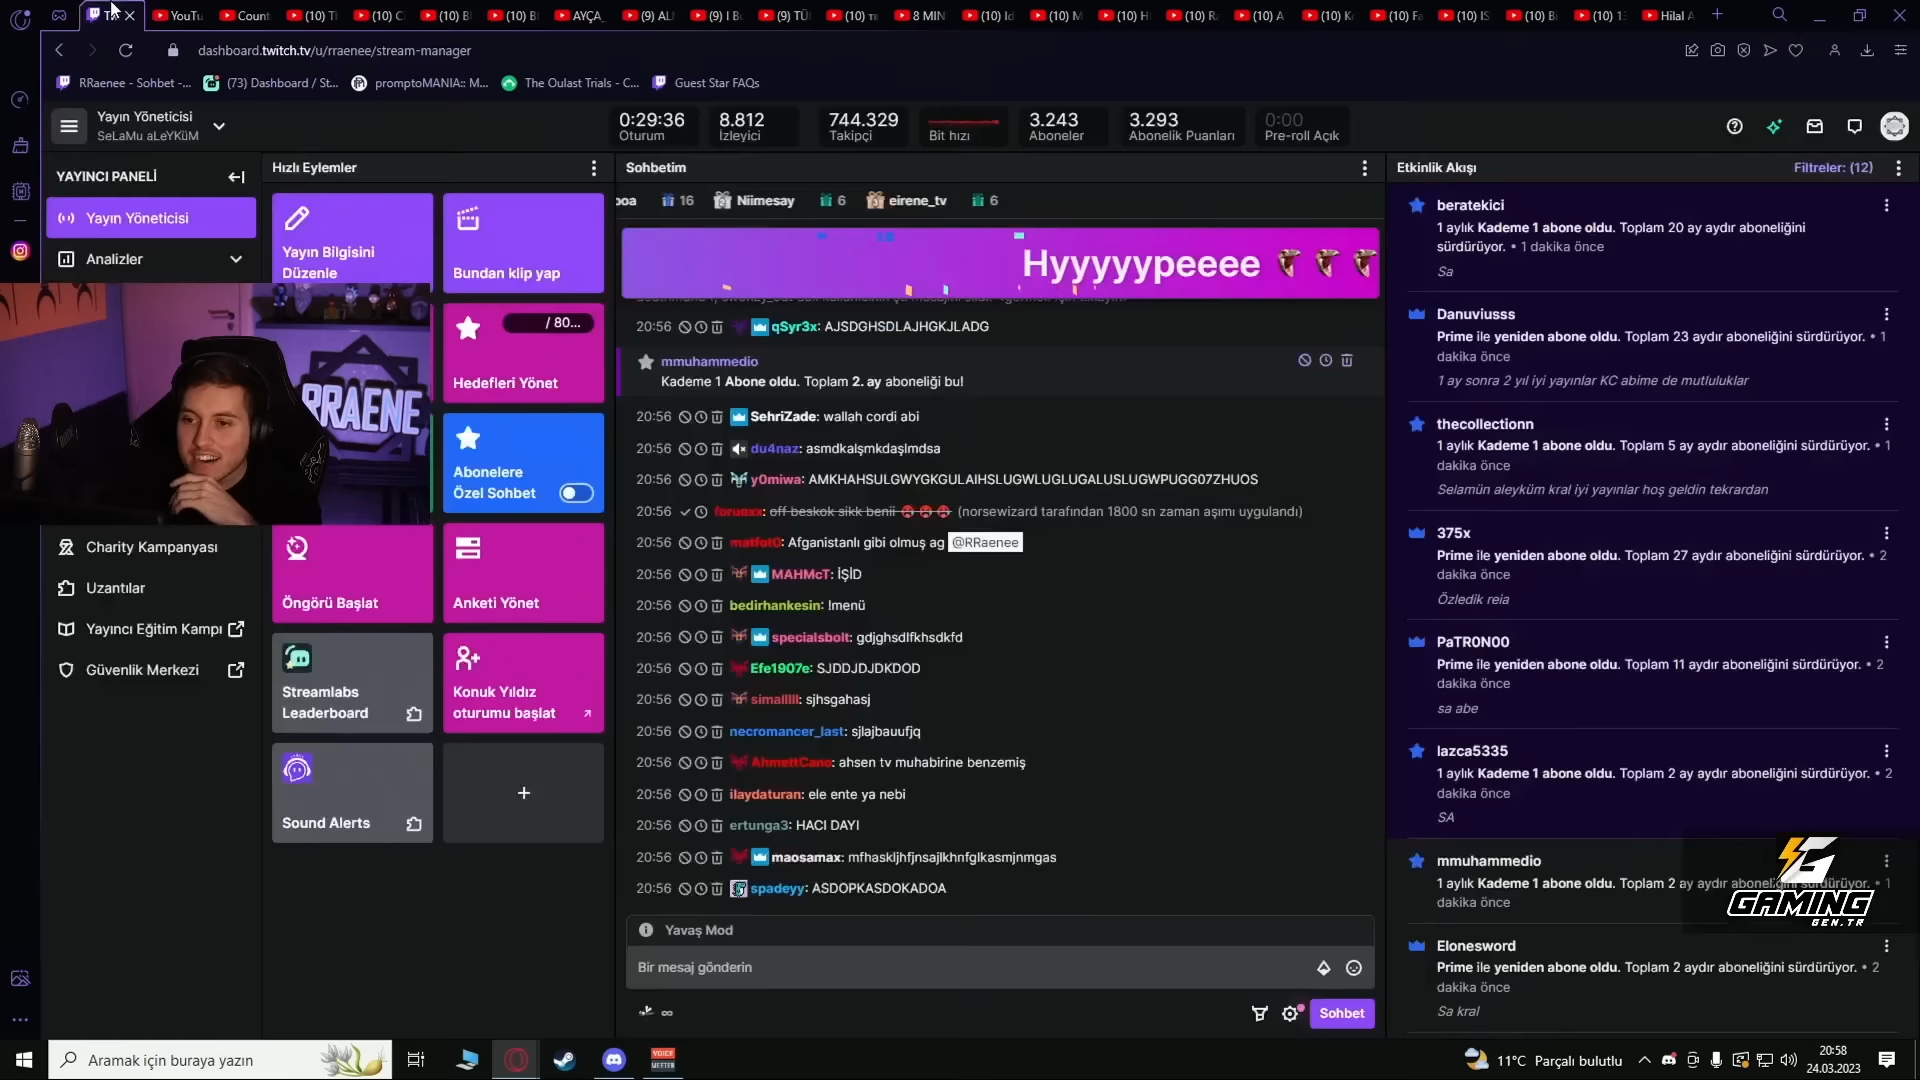 YouTu
Count
(10) Tİ
(10) C
(10) Bİ
(10) Bİ
AYÇA_
(9) ALI
(9) I B
(9) TÜ
(10) тк
8 MIN
(10) Id
(10) M
(10) H
(10) R
(10) A
(10) K
(10) Fa
(10) IS
(10) Bi
(10) 1
Hilal A
dashboard.twitch.tv/u/rraenee/stream-manager
RRaenee - Sohbet -...
(73) Dashboard / St...
promptoMANIA:: M...
The Oulast Trials - C...
Guest Star FAQs
Yayın Yöneticisi
SeLaMu aLeYKüM
0:29:36
Oturum
8.812
İzleyici
744.329
Takipçi
Bit hızı
3.243
Aboneler
3.293
Abonelik Puanları
0:00
Pre-roll Açık
YAYINCI PANELİ
Yayın Yöneticisi
Analizler
Charity Kampanyası
Uzantılar
Yayıncı Eğitim Kampı
Güvenlik Merkezi
RRAENE
Hızlı Eylemler
Yayın Bilgisini
Düzenle
Bundan klip yap
/ 80...
Hedefleri Yönet
Abonelere
Özel Sohbet
Öngörü Başlat
Anketi Yönet
Streamlabs
Leaderboard
Konuk Yıldız
oturumu başlat
Sound Alerts
+
Sohbetim
boa 16 Niimesay 6 eirene_tv 6
Hyyyyypeeee
20:56 qSyr3x: AJSDGHSDLAJHGKJLADG
mmuhammedio
Kademe 1 Abone oldu. Toplam 2. ay aboneliği bu!
20:56 SehriZade: wallah cordi abi
20:56 du4naz: asmdkalşmkdaşlmdsa
20:56 y0miwa: AMKHAHSULGWYGKGULAIHSLUGWLUGLUGALUSLUGWPUGG07ZHUOS
20:56 foruexx: off beskok sikk benii (norsewizard tarafından 1800 sn zaman aşımı uygulandı)
20:56 matfot0: Afganistanlı gibi olmuş ag @RRaenee
20:56 MAHMcT: İŞİD
20:56 bedirhankesin: !menü
20:56 specialsbolt: gdjghsdlfkhsdkfd
20:56 Efe1907e: SJDDJDJDKDOD
20:56 simalllll: sjhsgahasj
20:56 necromancer_last: sjlajbauufjq
20:56 AhmettCano: ahsen tv muhabirine benzemiş
20:56 ilaydaturan: ele ente ya nebi
20:56 ertunga3: HACI DAYI
20:56 maosamax: mfhaskljhfjnsajlkhnfglkasmjnmgas
20:56 spadeyy: ASDOPKASDOKADOA
Yavaş Mod
Bir mesaj gönderin
∞
Sohbet
Etkinlik Akışı
Filtreler: (12)
beratekici
1 aylık Kademe 1 abone oldu. Toplam 20 ay aydır aboneliğini
sürdürüyor. • 1 dakika önce
Sa
Danuviusss
Prime ile yeniden abone oldu. Toplam 23 aydır aboneliğini sürdürüyor. • 1
dakika önce
1 ay sonra 2 yıl iyi yayınlar KC abime de mutluluklar
thecollectionn
1 aylık Kademe 1 abone oldu. Toplam 5 ay aydır aboneliğini sürdürüyor. • 1
dakika önce
Selamün aleyküm kral iyi yayınlar hoş geldin tekrardan
375x
Prime ile yeniden abone oldu. Toplam 27 aydır aboneliğini sürdürüyor. • 2
dakika önce
Özledik reia
PaTR0N00
Prime ile yeniden abone oldu. Toplam 11 aydır aboneliğini sürdürüyor. • 2
dakika önce
sa abe
lazca5335
1 aylık Kademe 1 abone oldu. Toplam 2 ay aydır aboneliğini sürdürüyor. • 2
dakika önce
SA
mmuhammedio
1 aylık Kademe 1 abone oldu. Toplam 2 ay aydır aboneliğini sürdürüyor. • 1
dakika önce
Elonesword
Prime ile yeniden abone oldu. Toplam 2 aydır aboneliğini sürdürüyor. • 2
dakika önce
Sa kral
GAMING
GEN.TR
Aramak için buraya yazın
VOICE
MEETER
11°C Parçalı bulutlu
20:58
24.03.2023